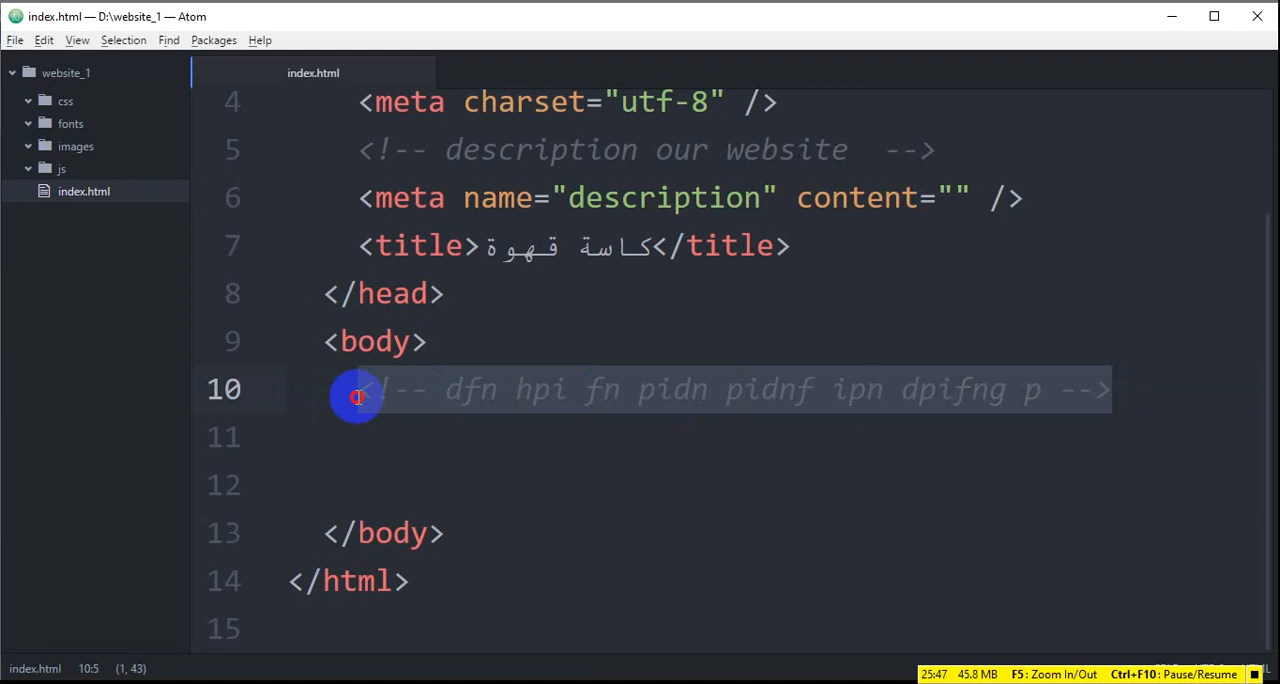 index.html — D:\website_1 — Atom
File Edit View Selection Find Packages Help
website_1
css
fonts
images
js
index.html
index.html
4 <meta charset="utf-8" />
5 <!-- description our website -->
6 <meta name="description" content="" />
7 <title>كاسة قهوة</title>
8 </head>
9 <body>
10 <!-- dfn hpi fn pidn pidnf ipn dpifng p -->
11
12
13 </body>
14 </html>
15
index.html 10:5 (1, 43)
25:47 45.8 MB F5: Zoom In/Out Ctrl+F10: Pause/Resume